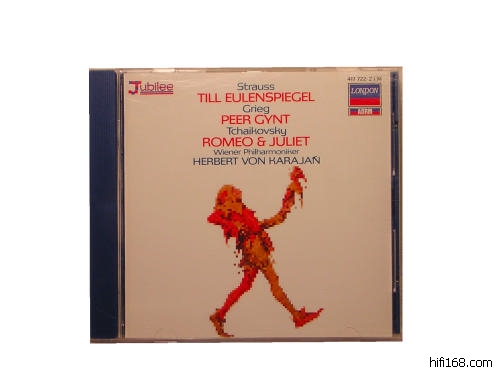 Jubilee
Strauss
TILL EULENSPIEGEL
Grieg
PEER GYNT
Tchaikovsky
ROMEO & JULIET
Wiener Philharmoniker
HERBERT VON KARAJAN
LONDON
hifi168.com